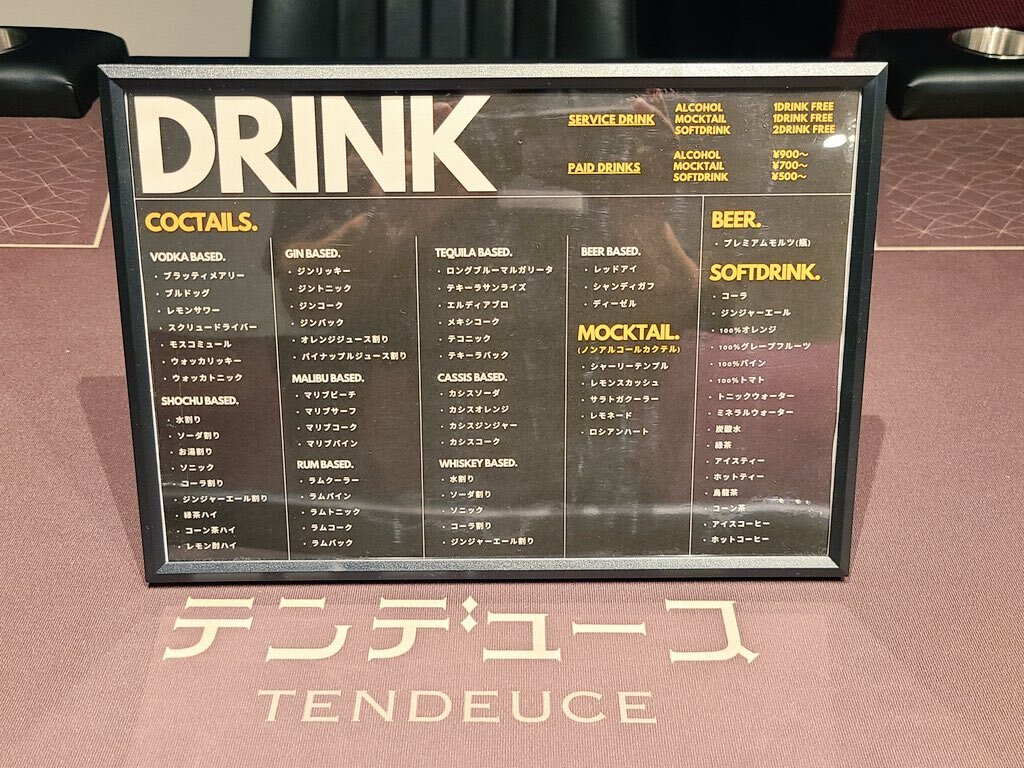 DRINK
SERVICE DRINK
ALCOHOL 1DRINK FREE
MOCKTAIL 1DRINK FREE
SOFTDRINK 2DRINK FREE
PAID DRINKS
ALCOHOL ¥900〜
MOCKTAIL ¥700〜
SOFTDRINK ¥500〜
COCTAILS.
VODKA BASED.
・ブラッティメアリー
・ブルドッグ
・レモンサワー
・スクリュードライバー
・モスコミュール
・ウォッカリッキー
・ウォッカトニック
SHOCHU BASED.
・水割り
・ソーダ割り
・お湯割り
・ソニック
・コーラ割り
・ジンジャーエール割り
・緑茶ハイ
・コーン茶ハイ
・レモン酎ハイ
GIN BASED.
・ジンリッキー
・ジントニック
・ジンコーク
・ジンバック
・オレンジジュース割り
・パイナップルジュース割り
MALIBU BASED.
・マリブピーチ
・マリブサーフ
・マリブコーク
・マリブパイン
RUM BASED.
・ラムクーラー
・ラムパイン
・ラムトニック
・ラムコーク
・ラムバック
TEQUILA BASED.
・ロングブルーマルガリータ
・テキーラサンライズ
・エルディアブロ
・メキシコーク
・テコニック
・テキーラバック
CASSIS BASED.
・カシスソーダ
・カシスオレンジ
・カシスジンジャー
・カシスコーク
WHISKEY BASED.
・水割り
・ソーダ割り
・ソニック
・コーラ割り
・ジンジャーエール割り
BEER BASED.
・レッドアイ
・シャンディガフ
・ディーゼル
MOCKTAIL.
(ノンアルコールカクテル)
・シャーリーテンプル
・レモンスカッシュ
・サラトガクーラー
・レモネード
・ロシアンハート
BEER.
・プレミアムモルツ(瓶)
SOFTDRINK.
・コーラ
・ジンジャーエール
・100%オレンジ
・100%グレープフルーツ
・100%パイン
・100%トマト
・トニックウォーター
・ミネラルウォーター
・炭酸水
・緑茶
・アイスティー
・ホットティー
・烏龍茶
・コーン茶
・アイスコーヒー
・ホットコーヒー
テンデュース
TENDEUCE